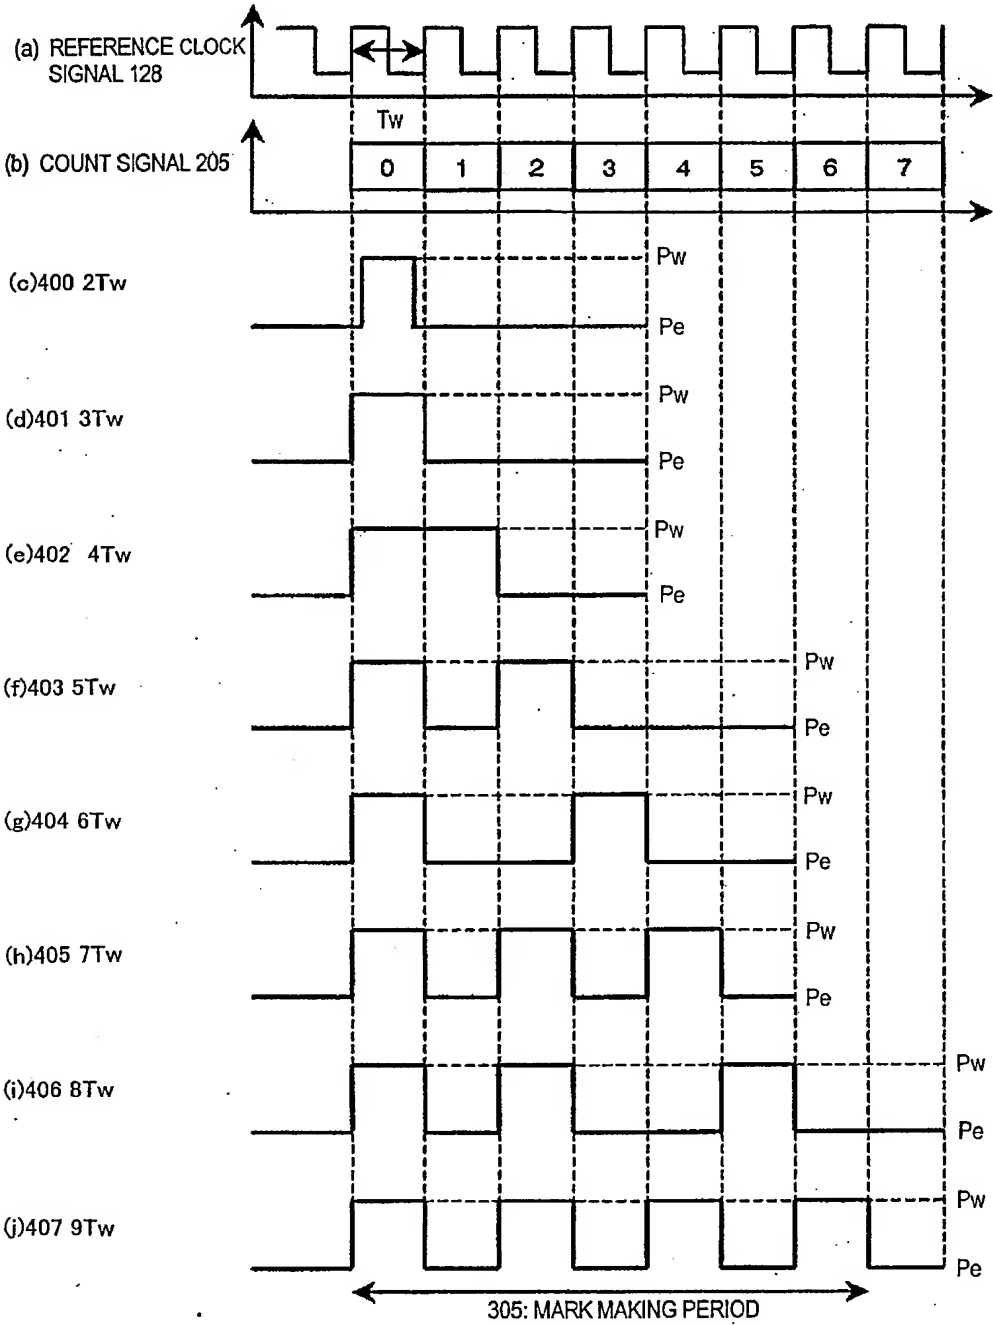 (a) REFERENCE CLOCK
SIGNAL 128
Tw
(b) COUNT SIGNAL 205
0 1 2 3 4 5 6 7
(c)400 2Tw
Pw
Pe
(d)401 3Tw
Pw
Pe
(e)402 4Tw
Pw
Pe
(f)403 5Tw
Pw
Pe
(g)404 6Tw
Pw
Pe
(h)405 7Tw
Pw
Pe
(i)406 8Tw
Pw
Pe
(j)407 9Tw
Pw
Pe
305: MARK MAKING PERIOD